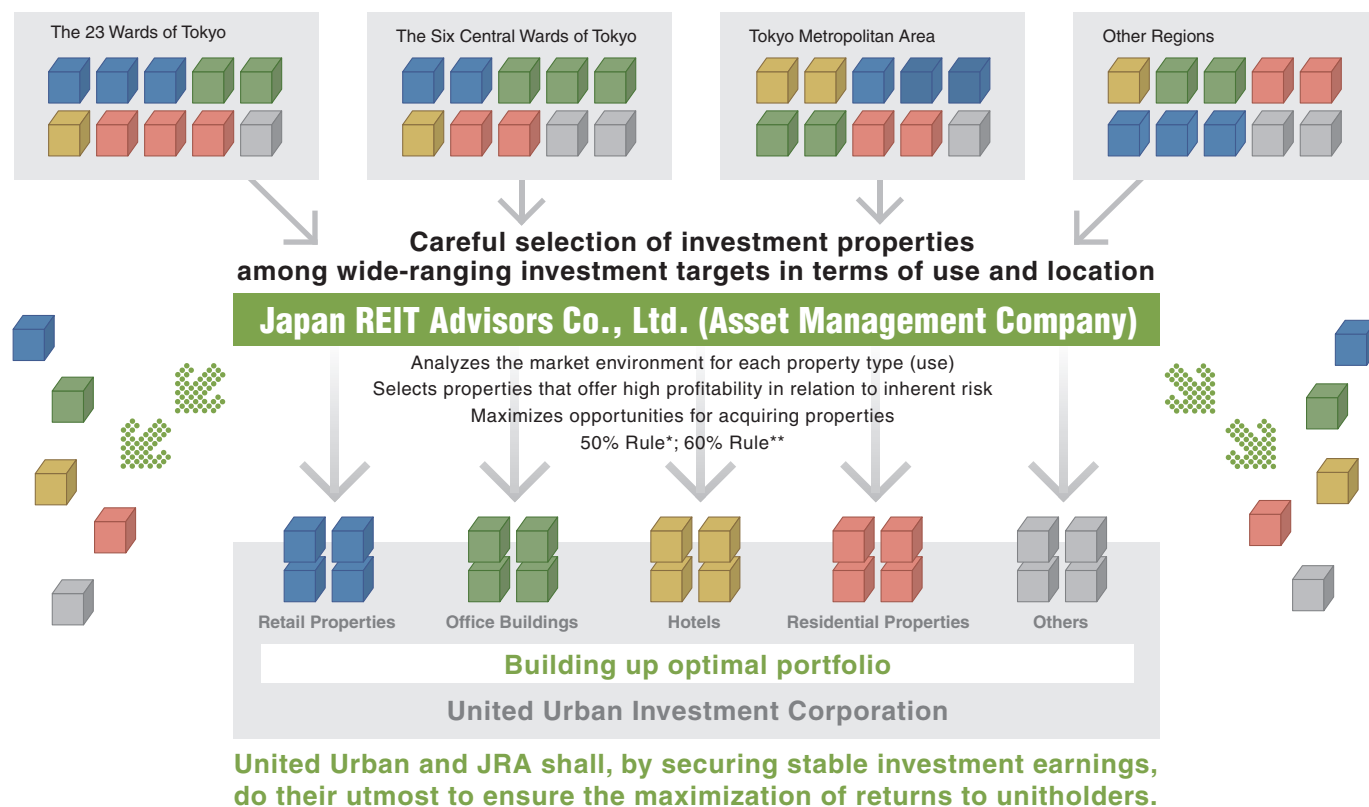 The 23 Wards of Tokyo
The Six Central Wards of Tokyo
Tokyo Metropolitan Area
Other Regions
Careful selection of investment properties
among wide-ranging investment targets in terms of use and location
Japan REIT Advisors Co., Ltd. (Asset Management Company)
Analyzes the market environment for each property type (use)
Selects properties that offer high profitability in relation to inherent risk
Maximizes opportunities for acquiring properties
50% Rule*; 60% Rule**
Retail Properties
Office Buildings
Hotels
Residential Properties
Others
Building up optimal portfolio
United Urban Investment Corporation
United Urban and JRA shall, by securing stable investment earnings,
do their utmost to ensure the maximization of returns to unitholders.